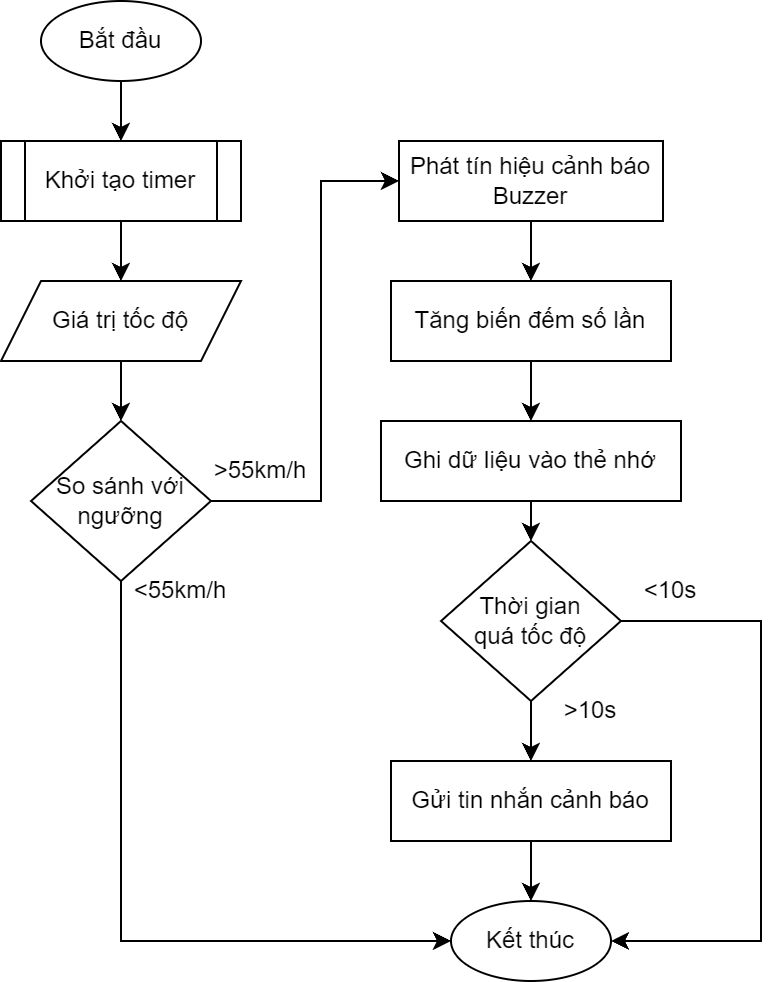 Bắt đầu
Khởi tạo timer
Giá trị tốc độ
So sánh với
ngưỡng
>55km/h
<55km/h
Phát tín hiệu cảnh báo
Buzzer
Tăng biến đếm số lần
Ghi dữ liệu vào thẻ nhớ
Thời gian
quá tốc độ
<10s
>10s
Gửi tin nhắn cảnh báo
Kết thúc